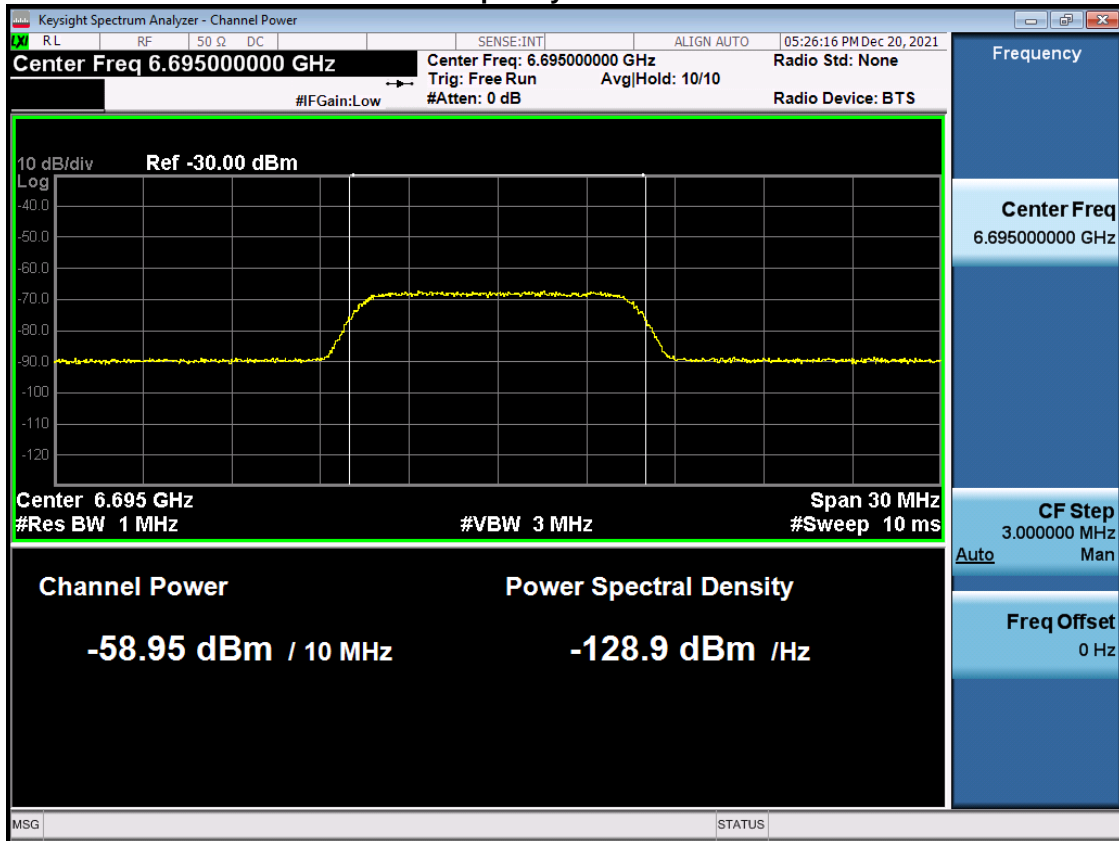 Keysight Spectrum Analyzer - Channel Power
LXI RL RF 50 Ω DC SENSE:INT ALIGN AUTO 05:26:16 PM Dec 20, 2021
Center Freq 6.695000000 GHz
#IFGain:Low
Center Freq: 6.695000000 GHz
Trig: Free Run Avg|Hold: 10/10
#Atten: 0 dB
Radio Std: None
Radio Device: BTS
10 dB/div Ref -30.00 dBm
Log
-40.0
-50.0
-60.0
-70.0
-80.0
-90.0
-100
-110
-120
Center 6.695 GHz Span 30 MHz
#Res BW 1 MHz #VBW 3 MHz #Sweep 10 ms
Channel Power Power Spectral Density
-58.95 dBm / 10 MHz -128.9 dBm /Hz
Frequency
Center Freq
6.695000000 GHz
CF Step
3.000000 MHz
Auto Man
Freq Offset
0 Hz
MSG STATUS